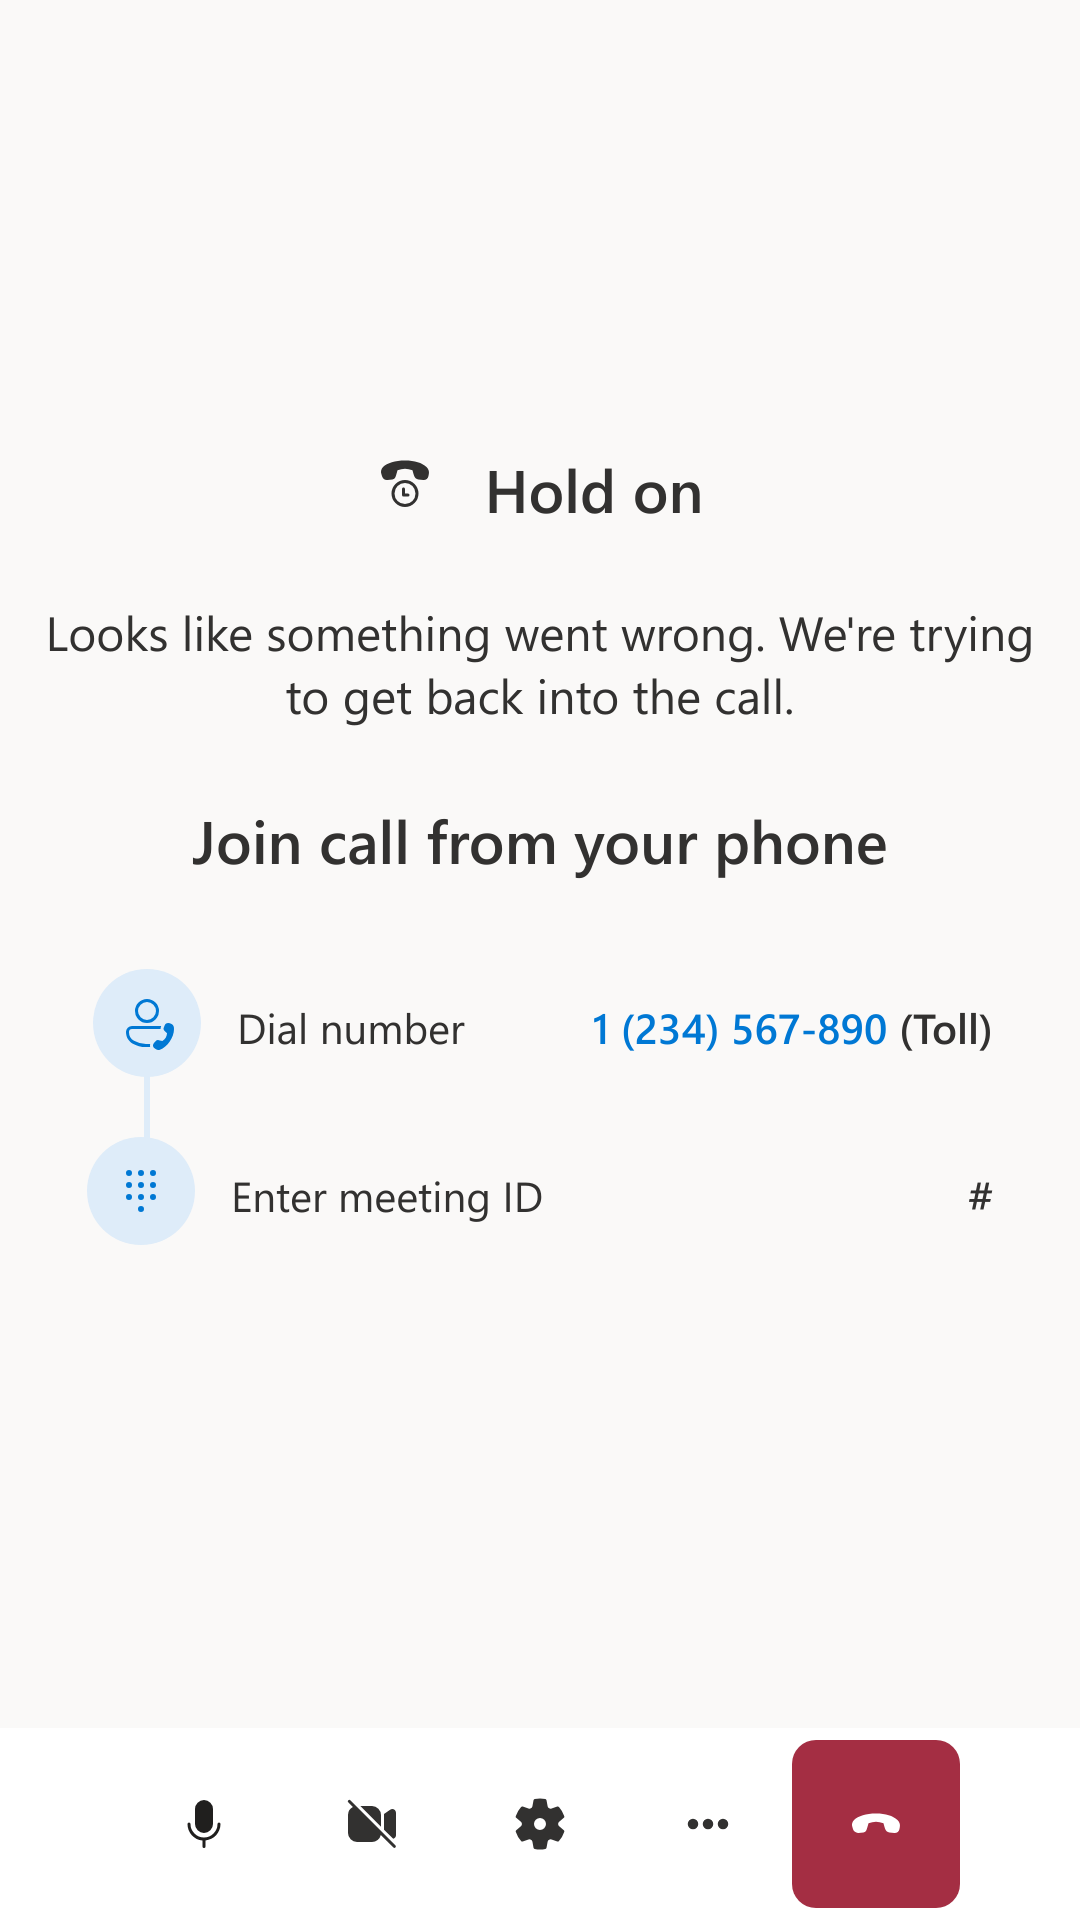 Hold on
Looks like something went wrong. We're trying
to get back into the call.
Join call from your phone
Dial number 1 (234) 567-890 (Toll)
Enter meeting ID #